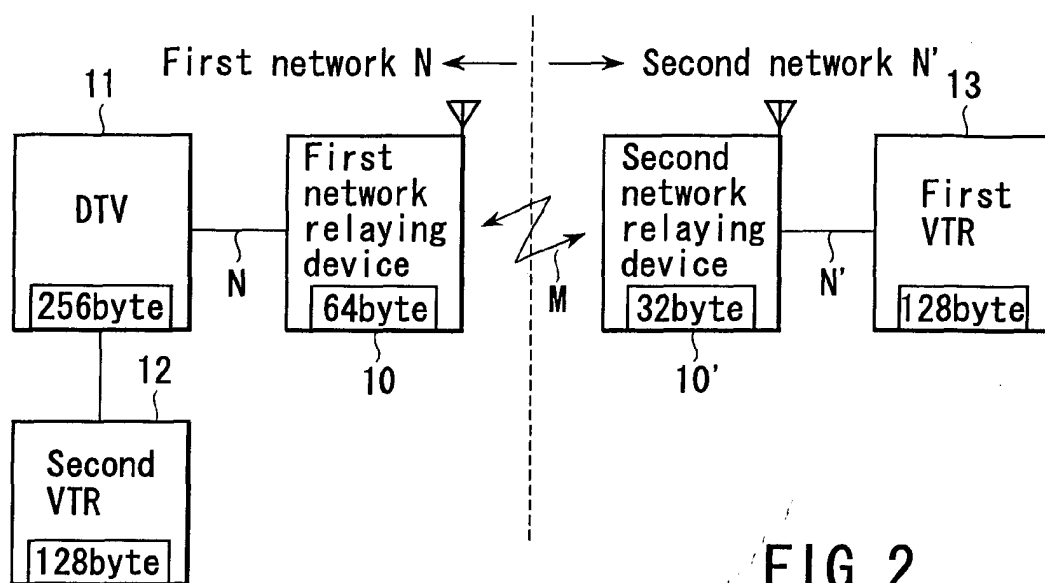 First network N
Second network N'
11
13
DTV
First
network
relaying
device
Second
network
relaying
device
First
VTR
N
M
N'
256byte
64byte
32byte
128byte
12
10
10'
Second
VTR
128byte
FIG. 2